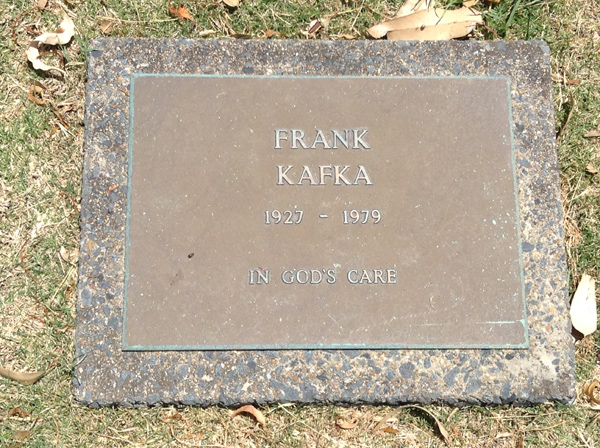 FRANK
KAFKA
1927 - 1979
IN GOD'S CARE